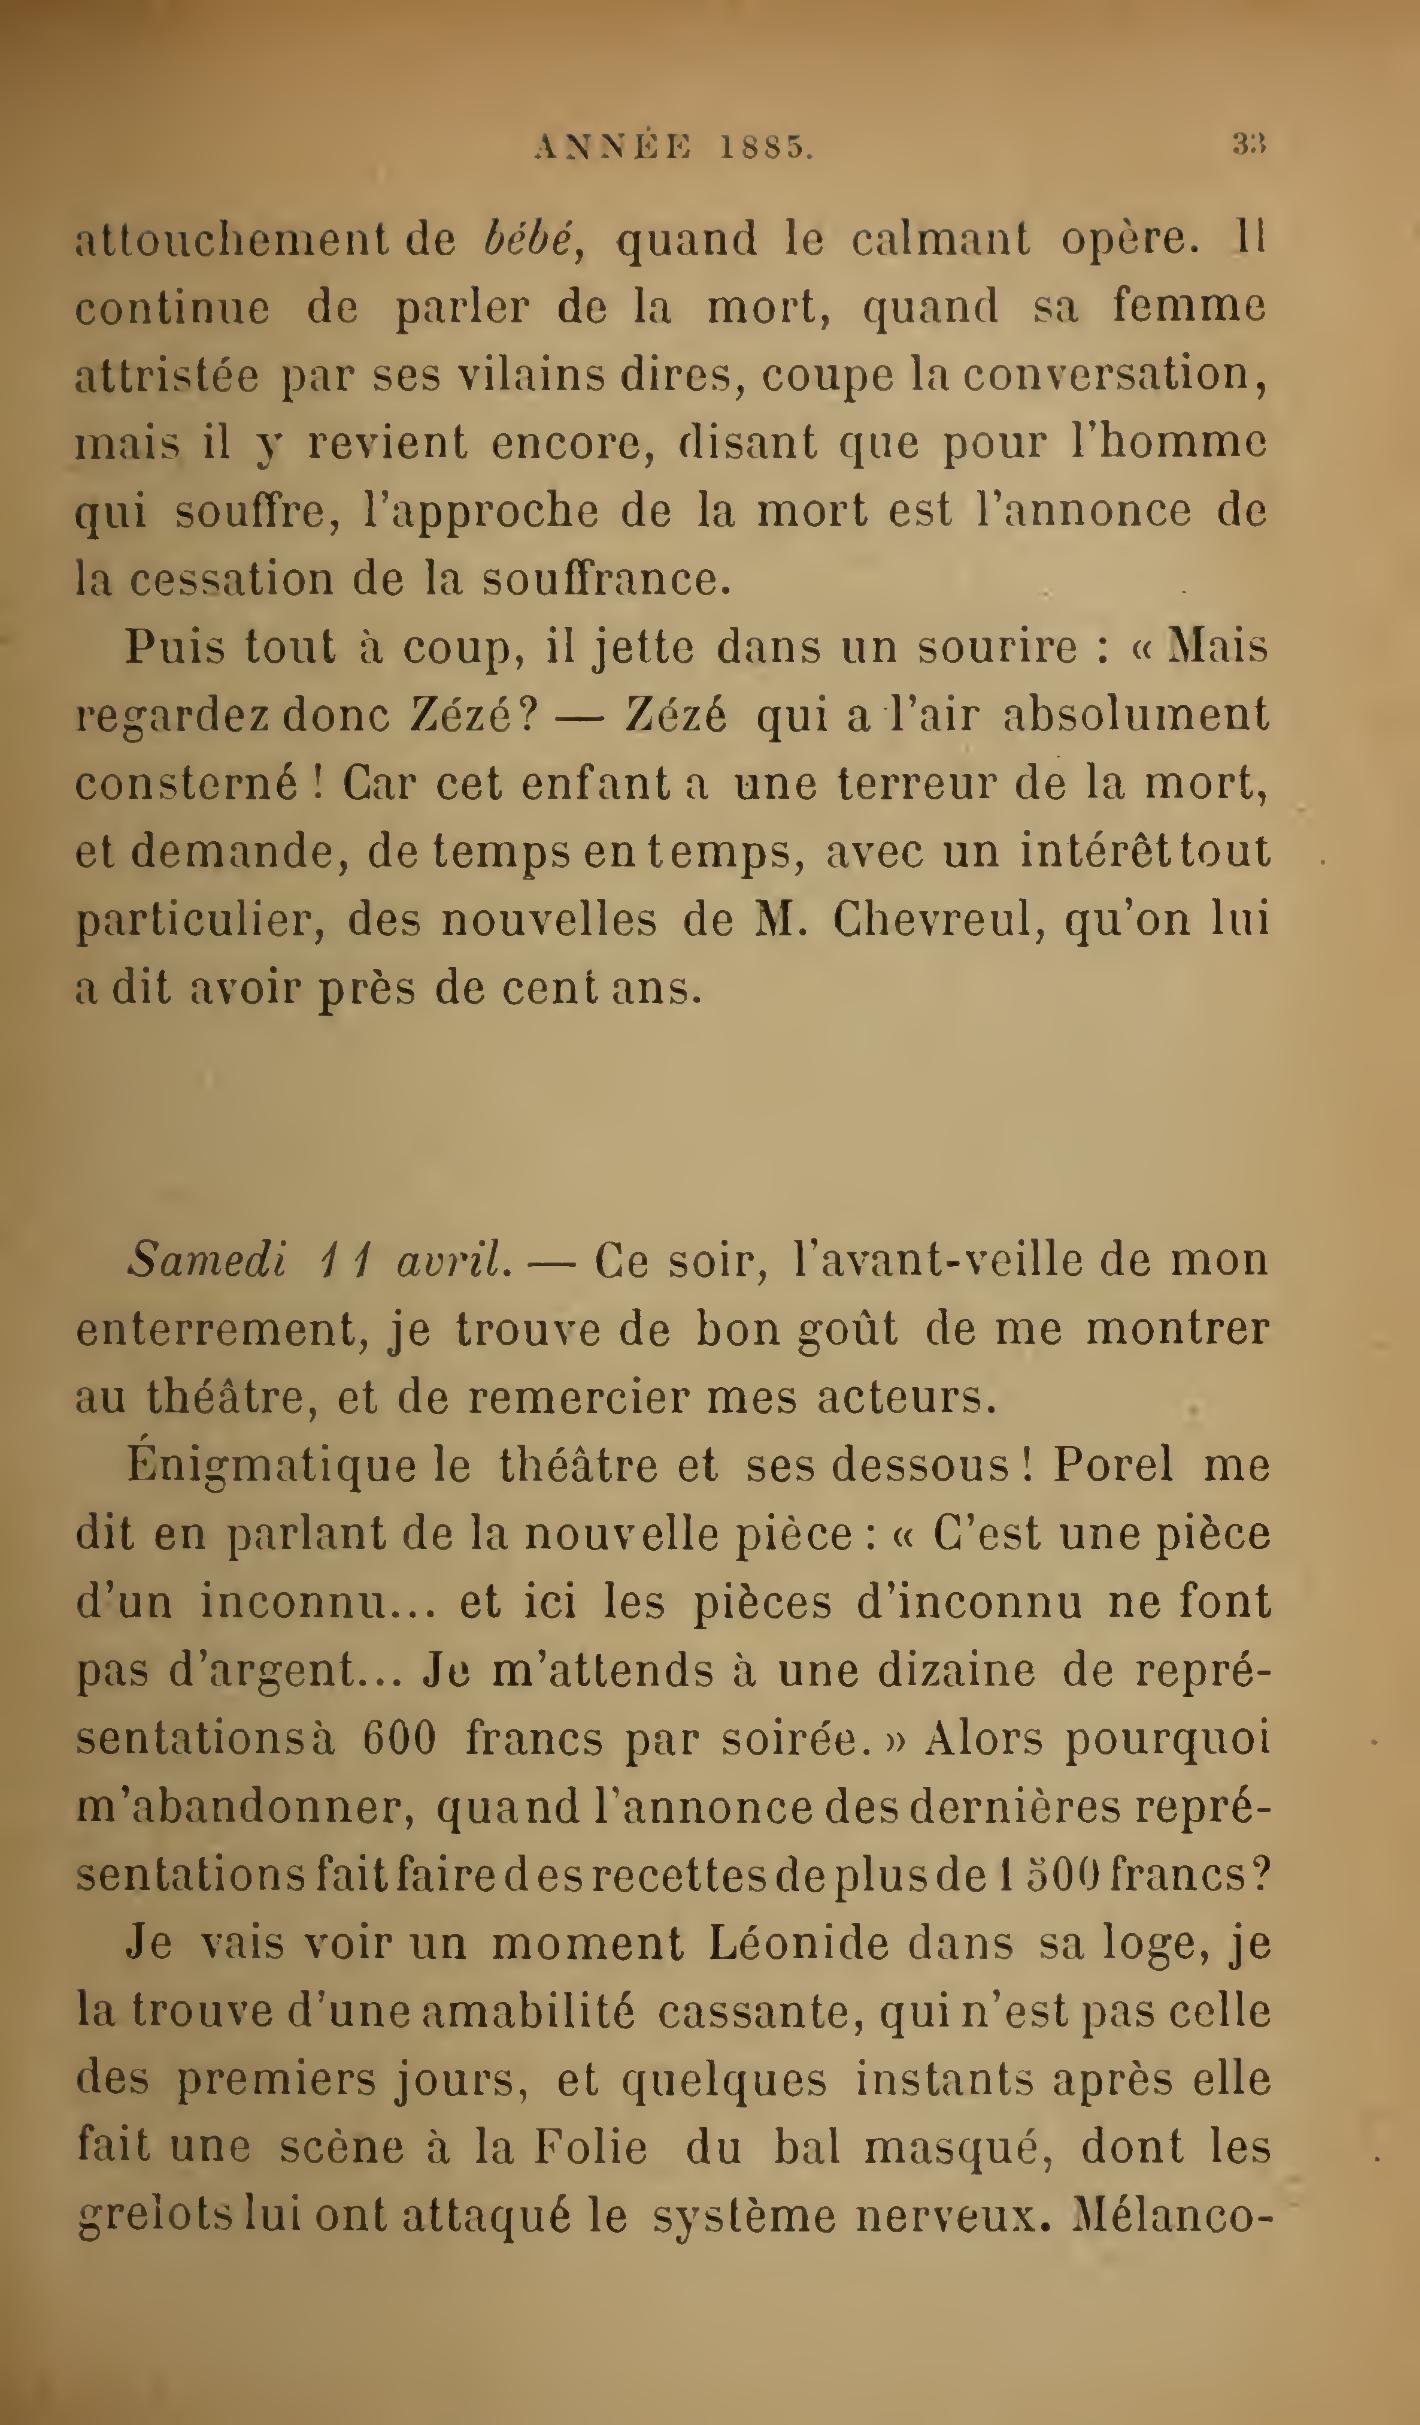 ANNÉE 1885. 33
attouchement de bébé, quand le calmant opère. Il
continue de parler de la mort, quand sa femme
attristée par ses vilains dires, coupe la conversation,
mais il y revient encore, disant que pour l'homme
qui souffre, l'approche de la mort est l'annonce de
la cessation de la souffrance.
Puis tout à coup, il jette dans un sourire : « Mais
regardez donc Zézé? — Zézé qui a l'air absolument
consterné ! Car cet enfant a une terreur de la mort,
et demande, de temps en temps, avec un intérêt tout
particulier, des nouvelles de M. Chevreul, qu'on lui
a dit avoir près de cent ans.
Samedi 11 avril. — Ce soir, l'avant-veille de mon
enterrement, je trouve de bon goût de me montrer
au théâtre, et de remercier mes acteurs.
Énigmatique le théâtre et ses dessous ! Porel me
dit en parlant de la nouvelle pièce : « C'est une pièce
d'un inconnu... et ici les pièces d'inconnu ne font
pas d'argent... Je m'attends à une dizaine de repré-
sentations à 600 francs par soirée. » Alors pourquoi
m'abandonner, quand l'annonce des dernières repré-
sentations fait faire des recettes de plus de 1 500 francs?
Je vais voir un moment Léonide dans sa loge, je
la trouve d'une amabilité cassante, qui n'est pas celle
des premiers jours, et quelques instants après elle
fait une scène à la Folie du bal masqué, dont les
grelots lui ont attaqué le système nerveux. Mélanco-